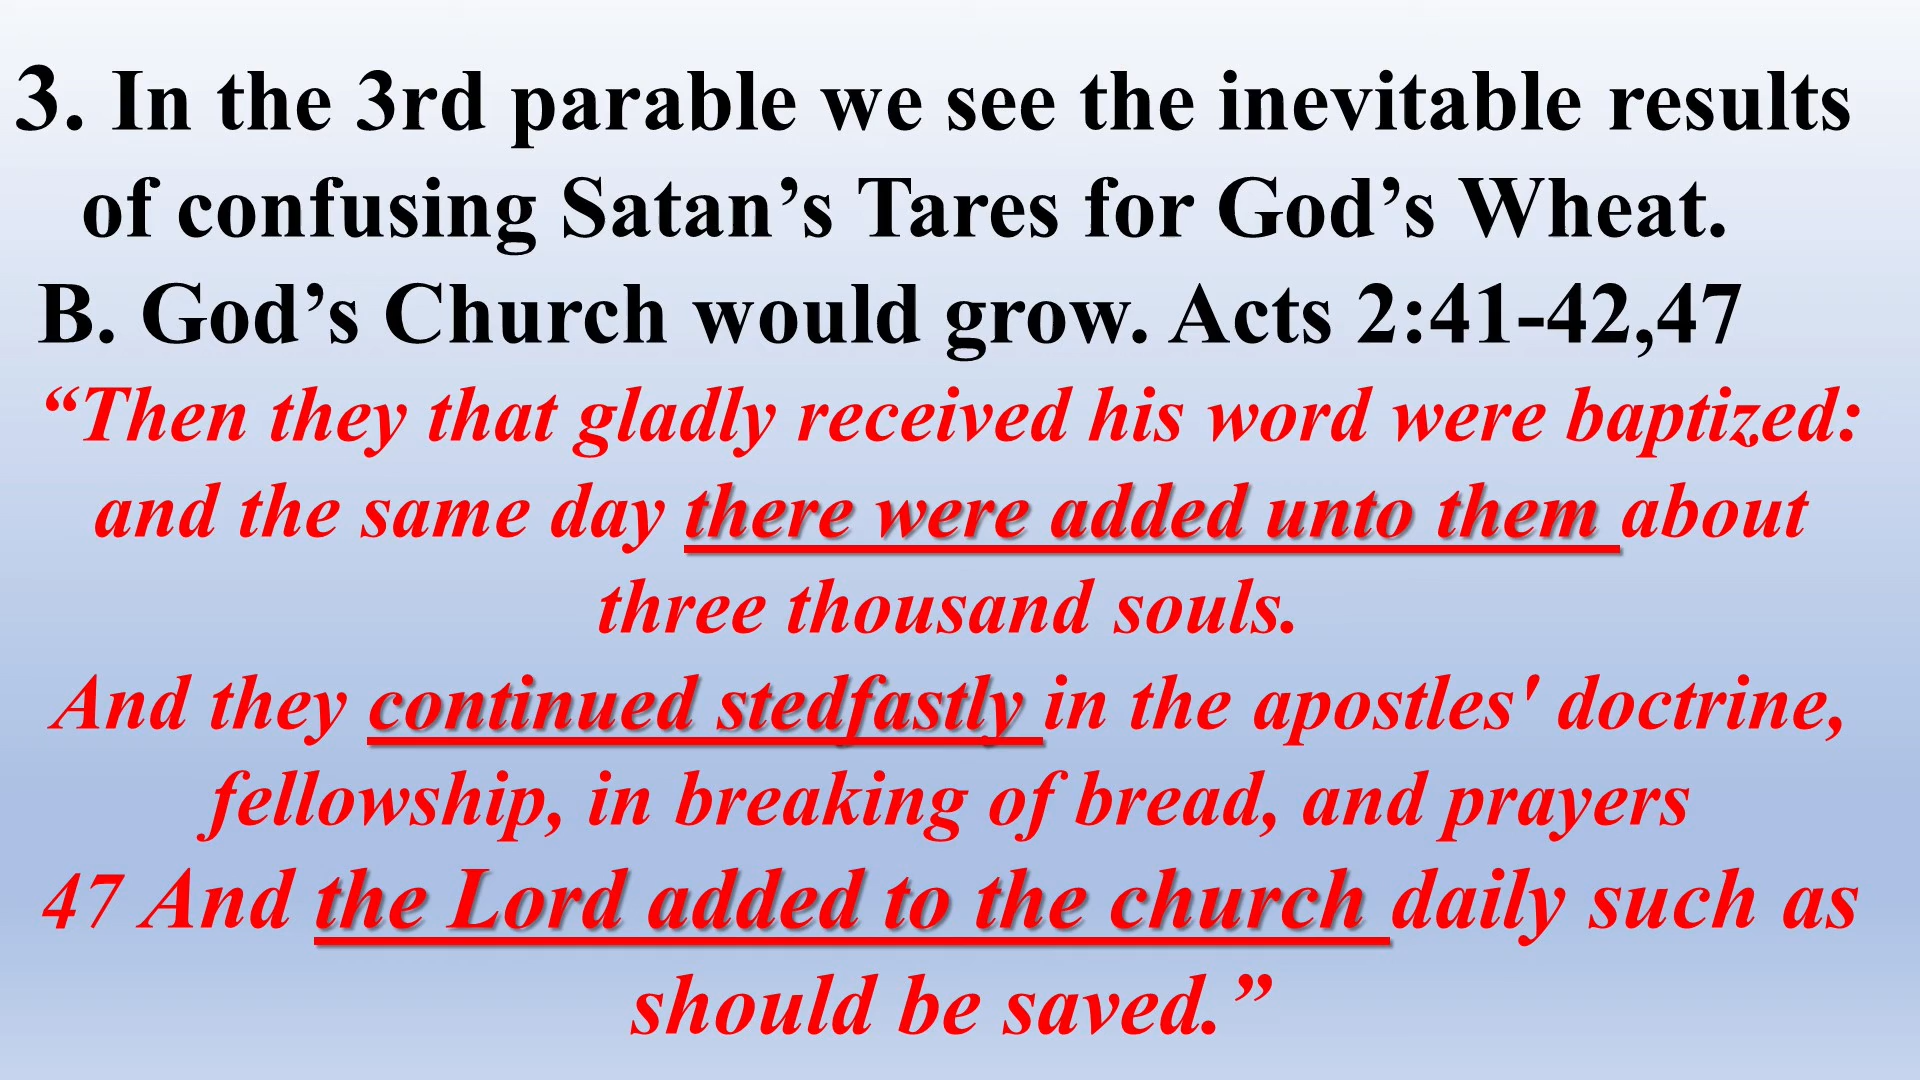 3. In the 3rd parable we see the inevitable results
of confusing Satan’s Tares for God’s Wheat.
B. God’s Church would grow. Acts 2:41-42,47
“Then they that gladly received his word were baptized:
and the same day there were added unto them about
three thousand souls.
And they continued stedfastly in the apostles' doctrine,
fellowship, in breaking of bread, and prayers
47 And the Lord added to the church daily such as
should be saved.”